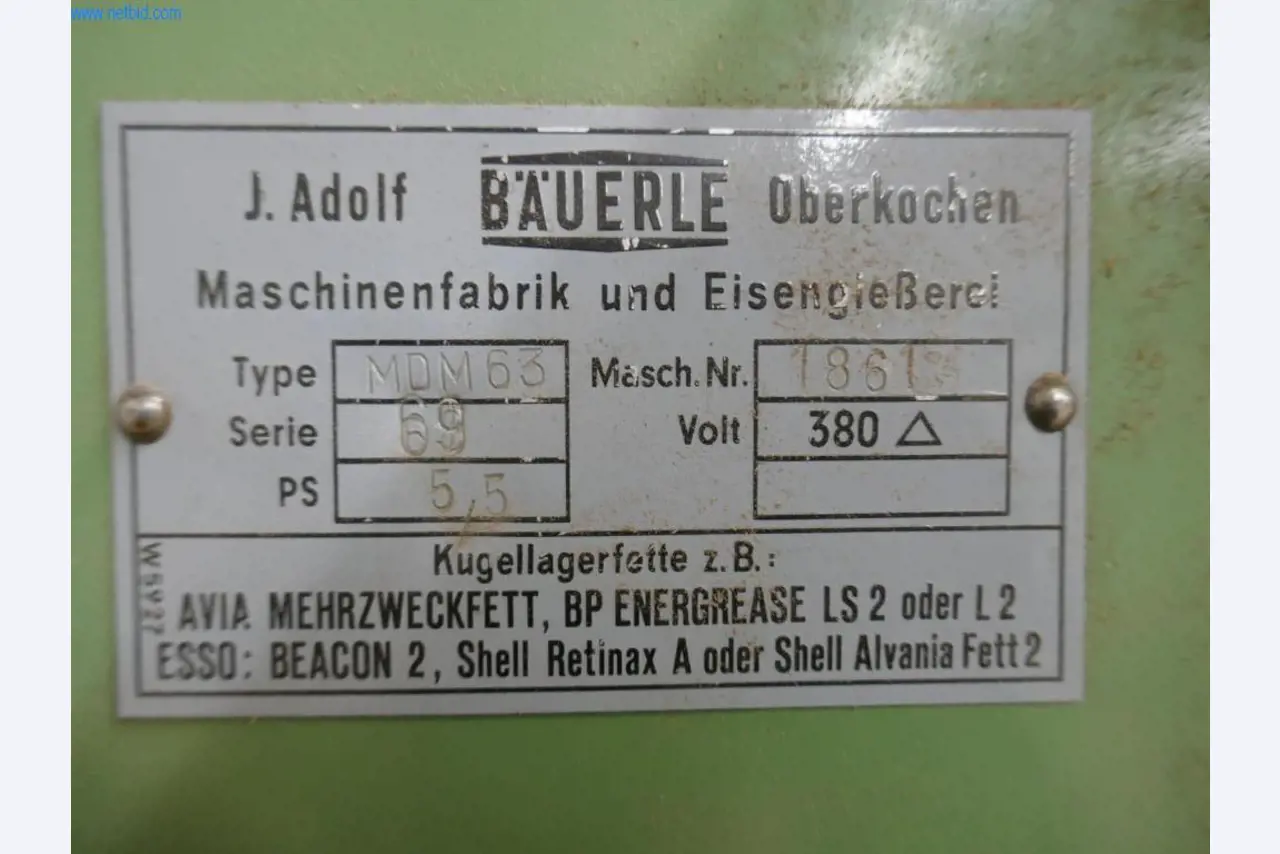 www.netbid.com
J. Adolf BÄUERLE Oberkochen
Maschinenfabrik und Eisengießerei
Type MDM63 Masch.Nr.
Serie 69 Volt 380 △
PS 5,5
Kugellagerfette z.B.:
AVIA MEHRZWECKFETT, BP ENERGREASE LS 2 oder L 2
ESSO: BEACON 2, Shell Retinax A oder Shell Alvania Fett 2